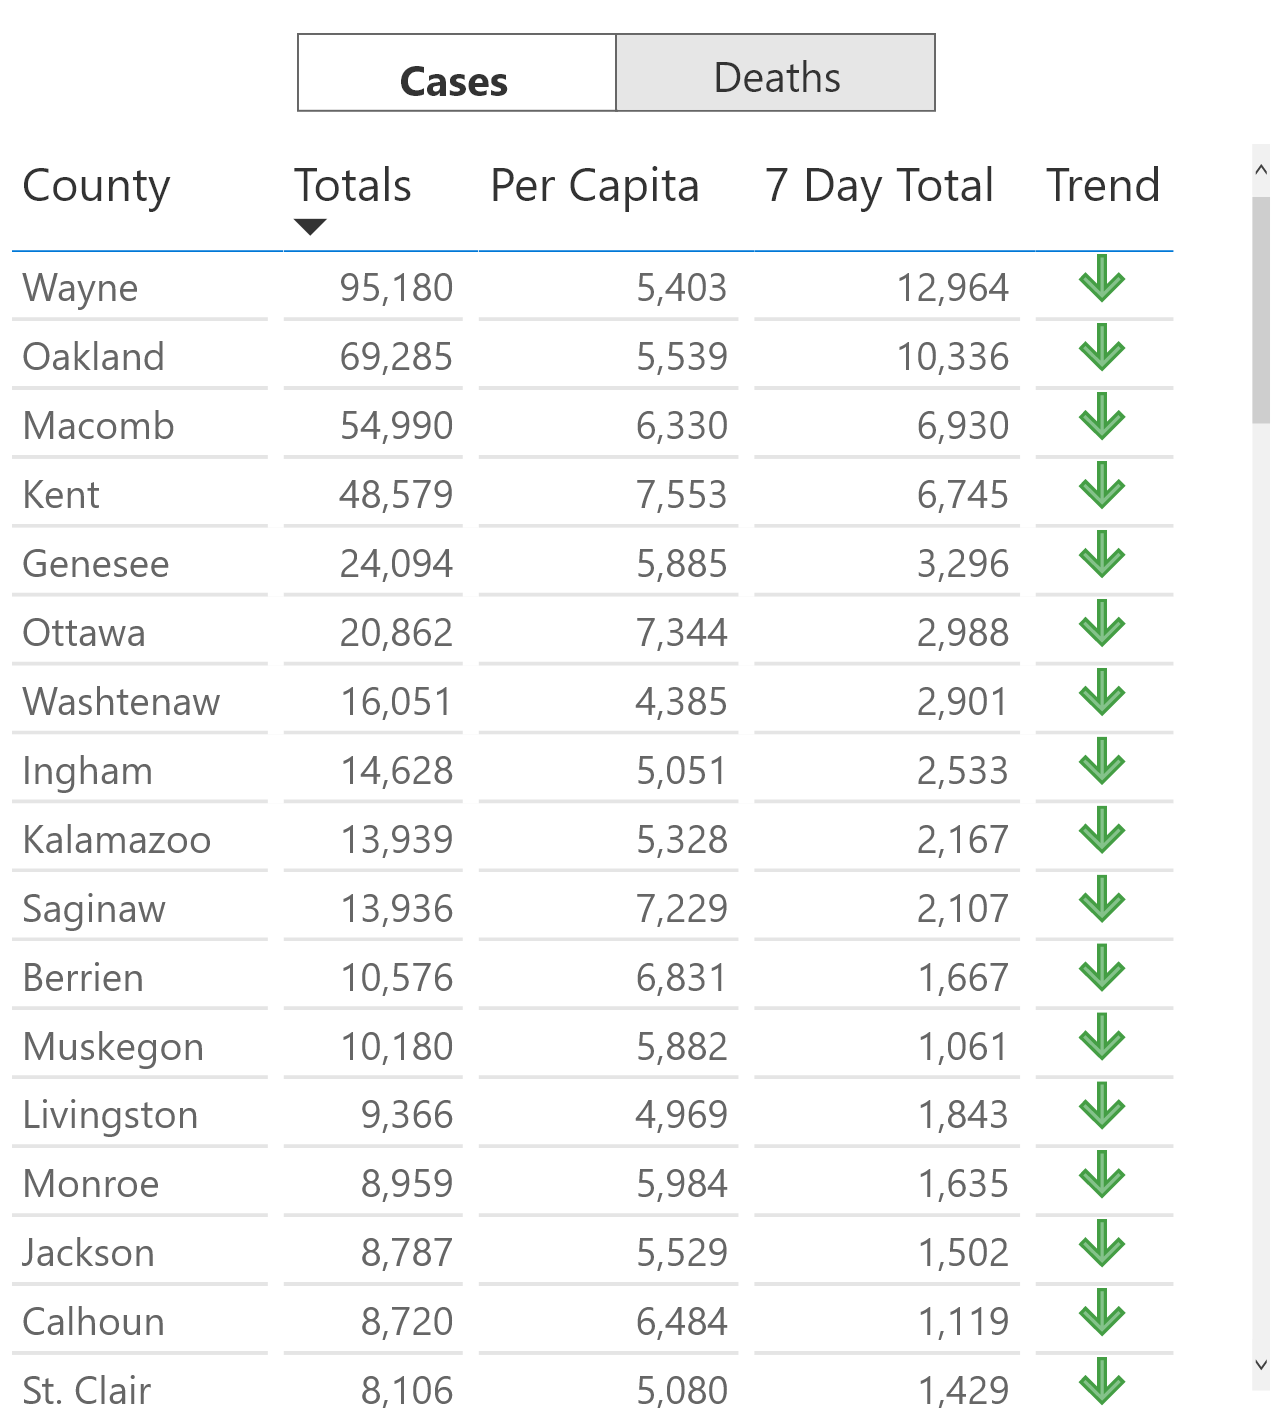 Cases Deaths
County Totals Per Capita 7 Day Total Trend
Wayne 95,180 5,403 12,964
Oakland 69,285 5,539 10,336
Macomb 54,990 6,330 6,930
Kent 48,579 7,553 6,745
Genesee 24,094 5,885 3,296
Ottawa 20,862 7,344 2,988
Washtenaw 16,051 4,385 2,901
Ingham 14,628 5,051 2,533
Kalamazoo 13,939 5,328 2,167
Saginaw 13,936 7,229 2,107
Berrien 10,576 6,831 1,667
Muskegon 10,180 5,882 1,061
Livingston 9,366 4,969 1,843
Monroe 8,959 5,984 1,635
Jackson 8,787 5,529 1,502
Calhoun 8,720 6,484 1,119
St. Clair 8,106 5,080 1,429